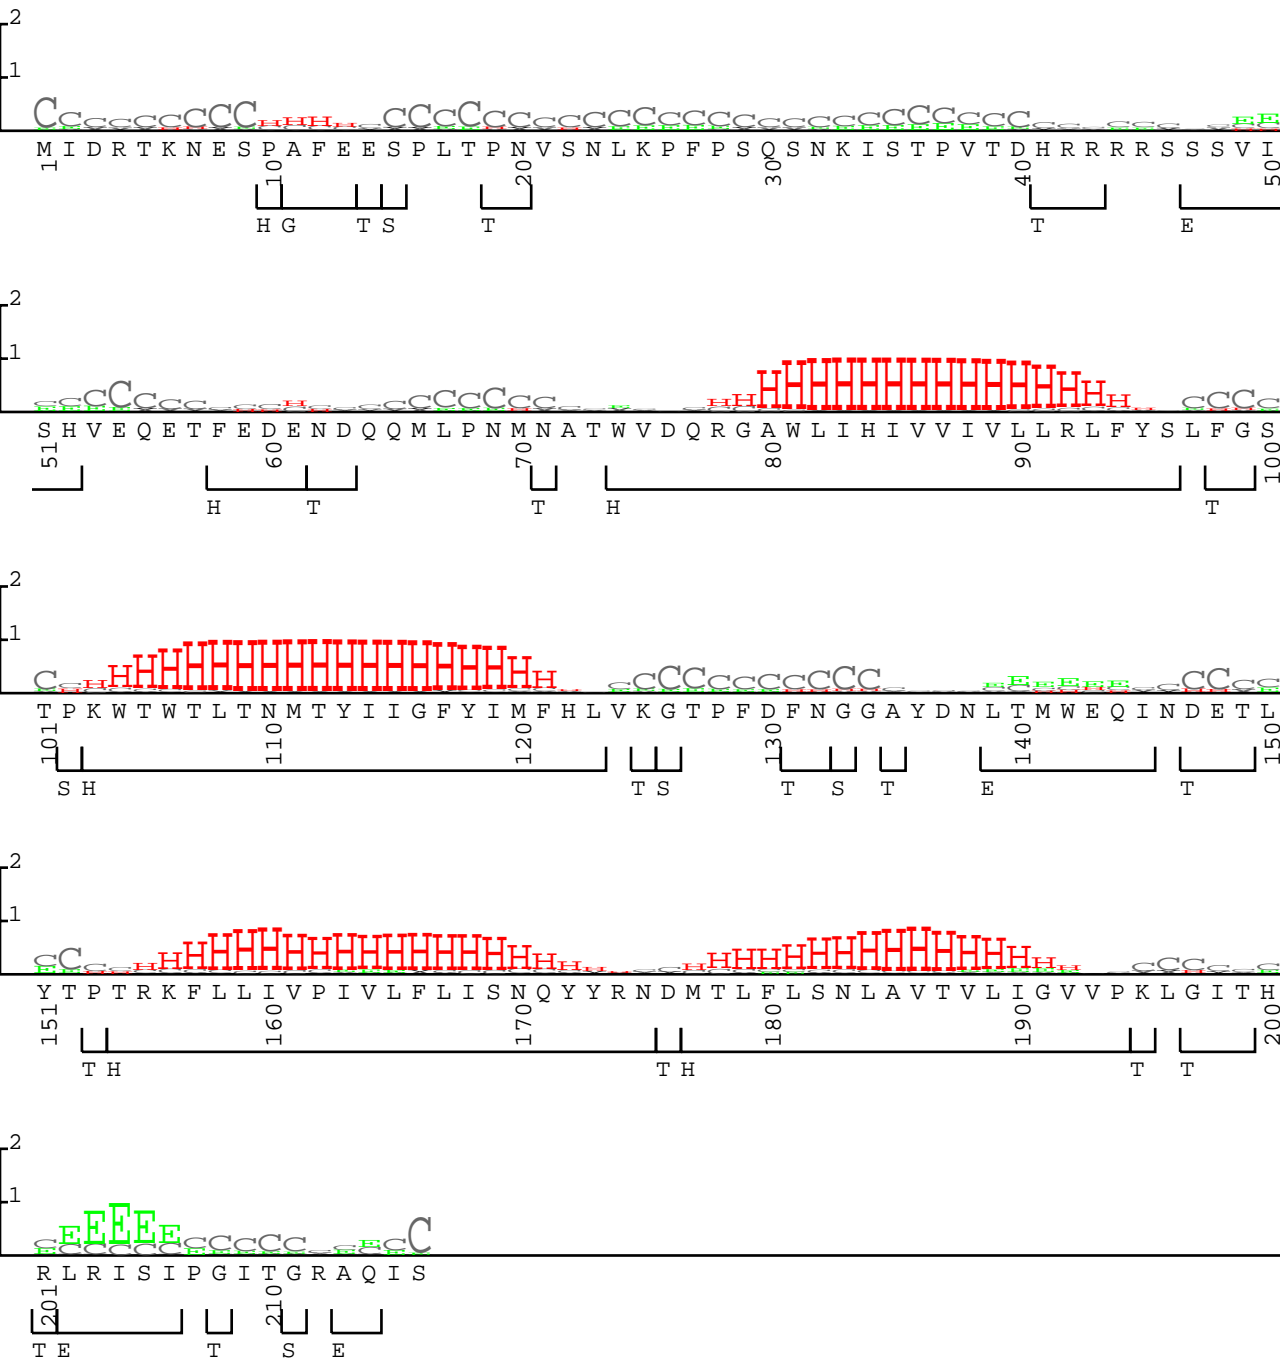 2
1
M I D R T K N E S P A F E E S P L T P N V S N L K P F P S Q S N K I S T P V T D H R R R R S S S V I
1 10 20 30 40 50
H G T S T T E
2
1
S H V E Q E T F E D E N D Q Q M L P N M N A T W V D Q R G A W L I H I V V I V L L R L F Y S L F G S
51 60 70 80 90 100
H T T H T
2
1
T P K W T W T L T N M T Y I I G F Y I M F H L V K G T P F D F N G G A Y D N L T M W E Q I N D E T L
101 110 120 130 140 150
S H T S T S T E T
2
1
Y T P T R K F L L I V P I V L F L I S N Q Y Y R N D M T L F L S N L A V T V L I G V V P K L G I T H
151 160 170 180 190 200
T H T H T T
2
1
R L R I S I P G I T G R A Q I S
201 210
T E T S E